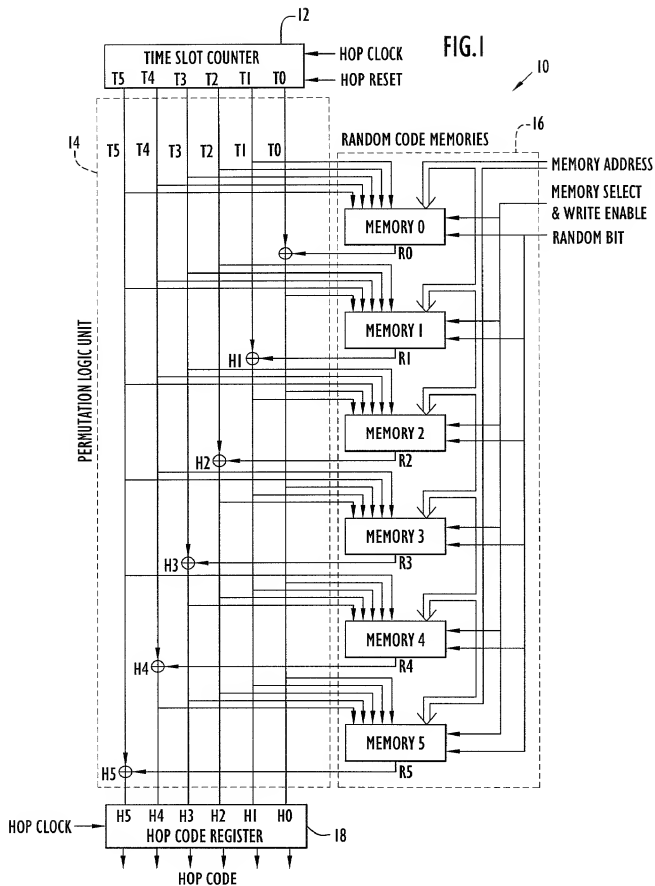 12
FIG.1
TIME SLOT COUNTER
HOP CLOCK
T5 T4 T3 T2 T1 T0
HOP RESET
10
14
T5 T4 T3 T2 T1 T0
RANDOM CODE MEMORIES
16
MEMORY ADDRESS
MEMORY SELECT
& WRITE ENABLE
RANDOM BIT
MEMORY 0
R0
MEMORY 1
H1
R1
PERMUTATION LOGIC UNIT
MEMORY 2
H2
R2
MEMORY 3
H3
R3
MEMORY 4
H4
R4
MEMORY 5
H5
R5
HOP CLOCK
H5 H4 H3 H2 H1 H0
HOP CODE REGISTER
18
HOP CODE